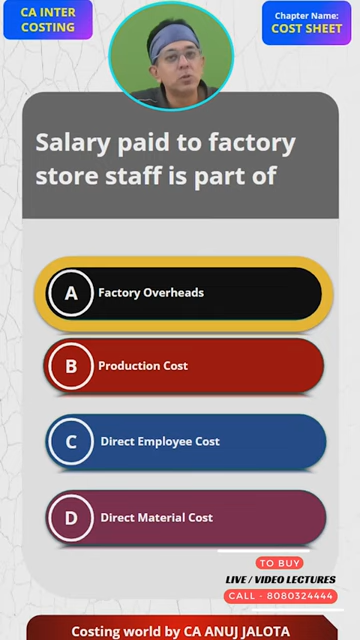 CA INTER
COSTING
Chapter Name:
COST SHEET
Salary paid to factory
store staff is part of
A Factory Overheads
B Production Cost
C Direct Employee Cost
D Direct Material Cost
TO BUY
LIVE / VIDEO LECTURES
CALL - 8080324444
Costing world by CA ANUJ JALOTA